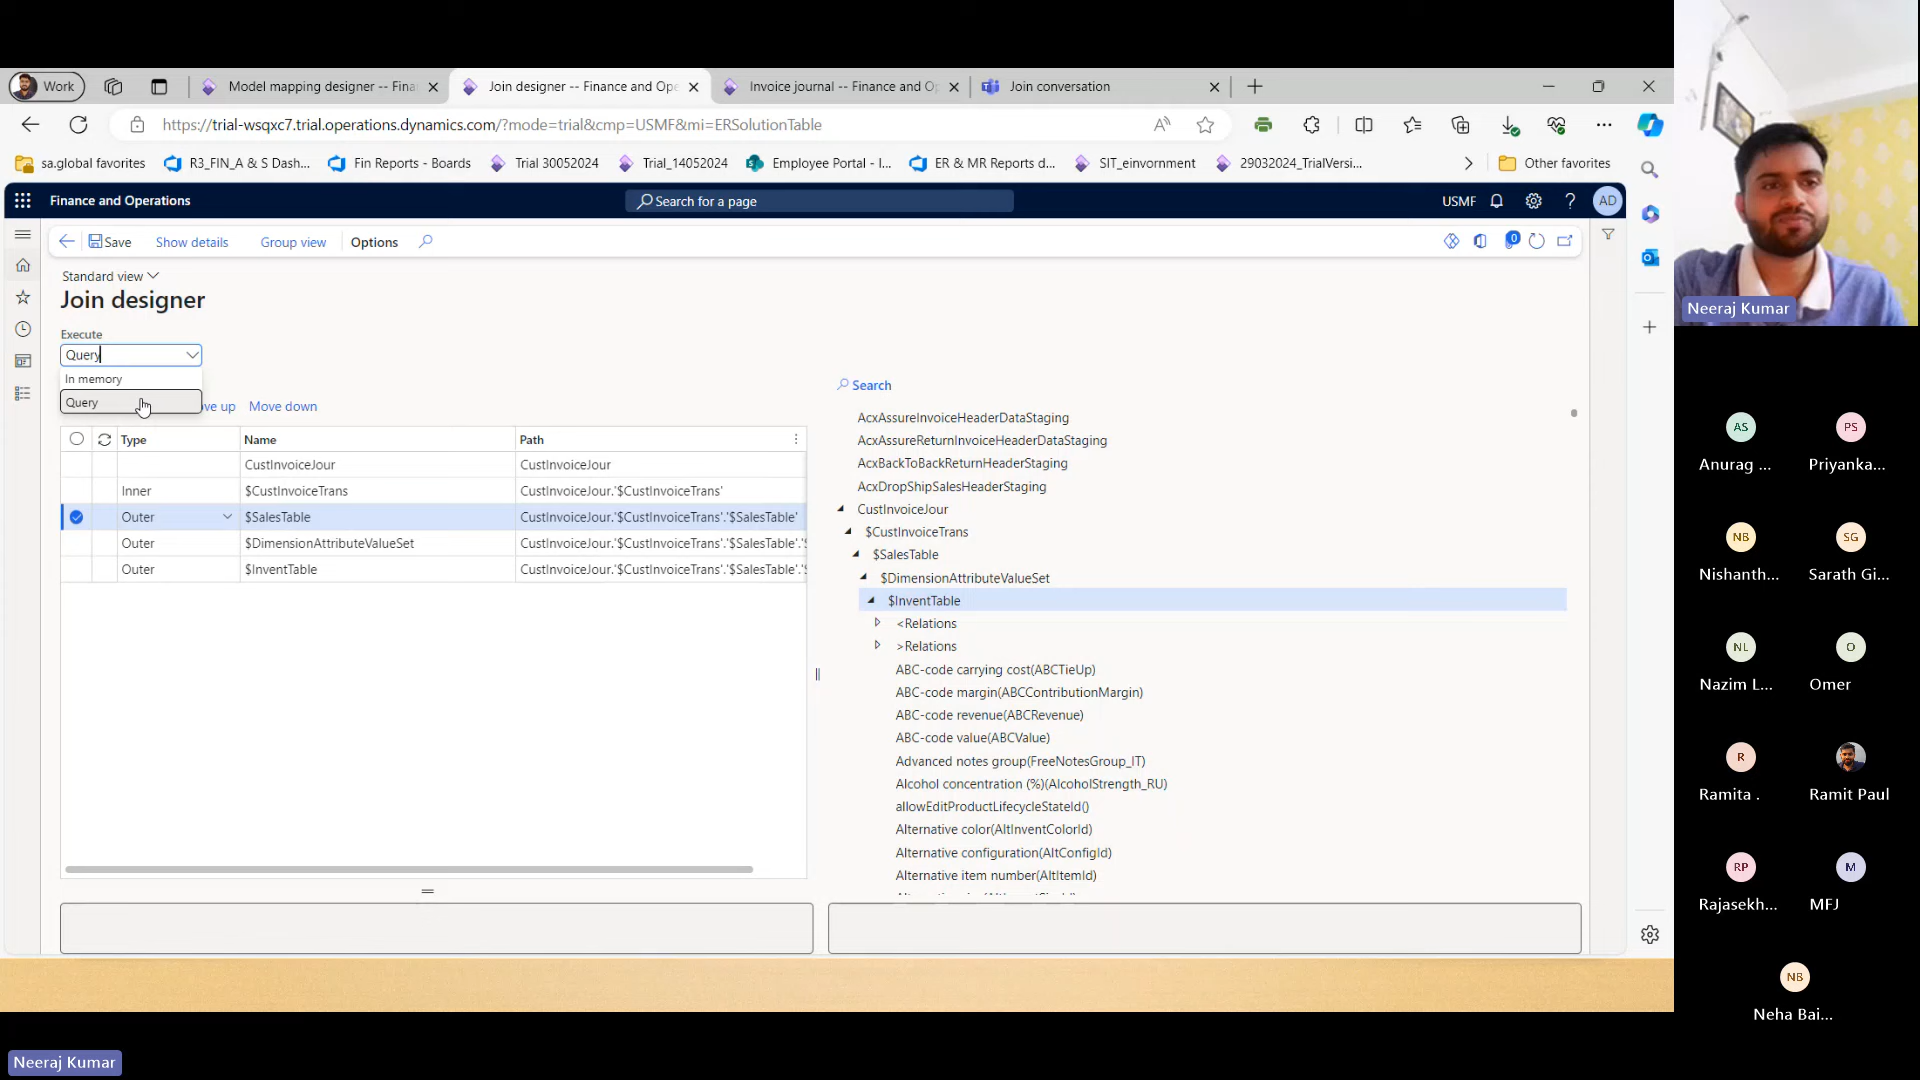 Work
Model mapping designer -- Fina
Join designer -- Finance and Ope
Invoice journal -- Finance and O
Join conversation
https://trial-wsqxc7.trial.operations.dynamics.com/?mode=trial&cmp=USMF&mi=ERSolutionTable
sa.global favorites
R3_FIN_A & S Dash...
Fin Reports - Boards
Trial 30052024
Trial_14052024
Employee Portal - I...
ER & MR Reports d...
SIT_einvornment
29032024_TrialVersi...
Other favorites
Finance and Operations
Search for a page
USMF
AD
Save
Show details
Group view
Options
0
Standard view
Join designer
Execute
Query
In memory
Query
ve up
Move down
Search
Type
Name
Path
CustInvoiceJour
CustInvoiceJour
Inner
$CustInvoiceTrans
CustInvoiceJour.'$CustInvoiceTrans'
Outer
$SalesTable
CustInvoiceJour.'$CustInvoiceTrans'.'$SalesTable'
Outer
$DimensionAttributeValueSet
CustInvoiceJour.'$CustInvoiceTrans'.'$SalesTable'.'
Outer
$InventTable
CustInvoiceJour.'$CustInvoiceTrans'.'$SalesTable'.'
AcxAssureInvoiceHeaderDataStaging
AcxAssureReturnInvoiceHeaderDataStaging
AcxBackToBackReturnHeaderStaging
AcxDropShipSalesHeaderStaging
CustInvoiceJour
$CustInvoiceTrans
$SalesTable
$DimensionAttributeValueSet
$InventTable
<Relations
>Relations
ABC-code carrying cost(ABCTieUp)
ABC-code margin(ABCContributionMargin)
ABC-code revenue(ABCRevenue)
ABC-code value(ABCValue)
Advanced notes group(FreeNotesGroup_IT)
Alcohol concentration (%)(AlcoholStrength_RU)
allowEditProductLifecycleStateId()
Alternative color(AltInventColorId)
Alternative configuration(AltConfigId)
Alternative item number(AltItemId)
Neeraj Kumar
AS
Anurag ...
PS
Priyanka...
NB
Nishanth...
SG
Sarath Gi...
NL
Nazim L...
O
Omer
R
Ramita .
Ramit Paul
RP
Rajasekh...
M
MFJ
NB
Neha Bai...
Neeraj Kumar